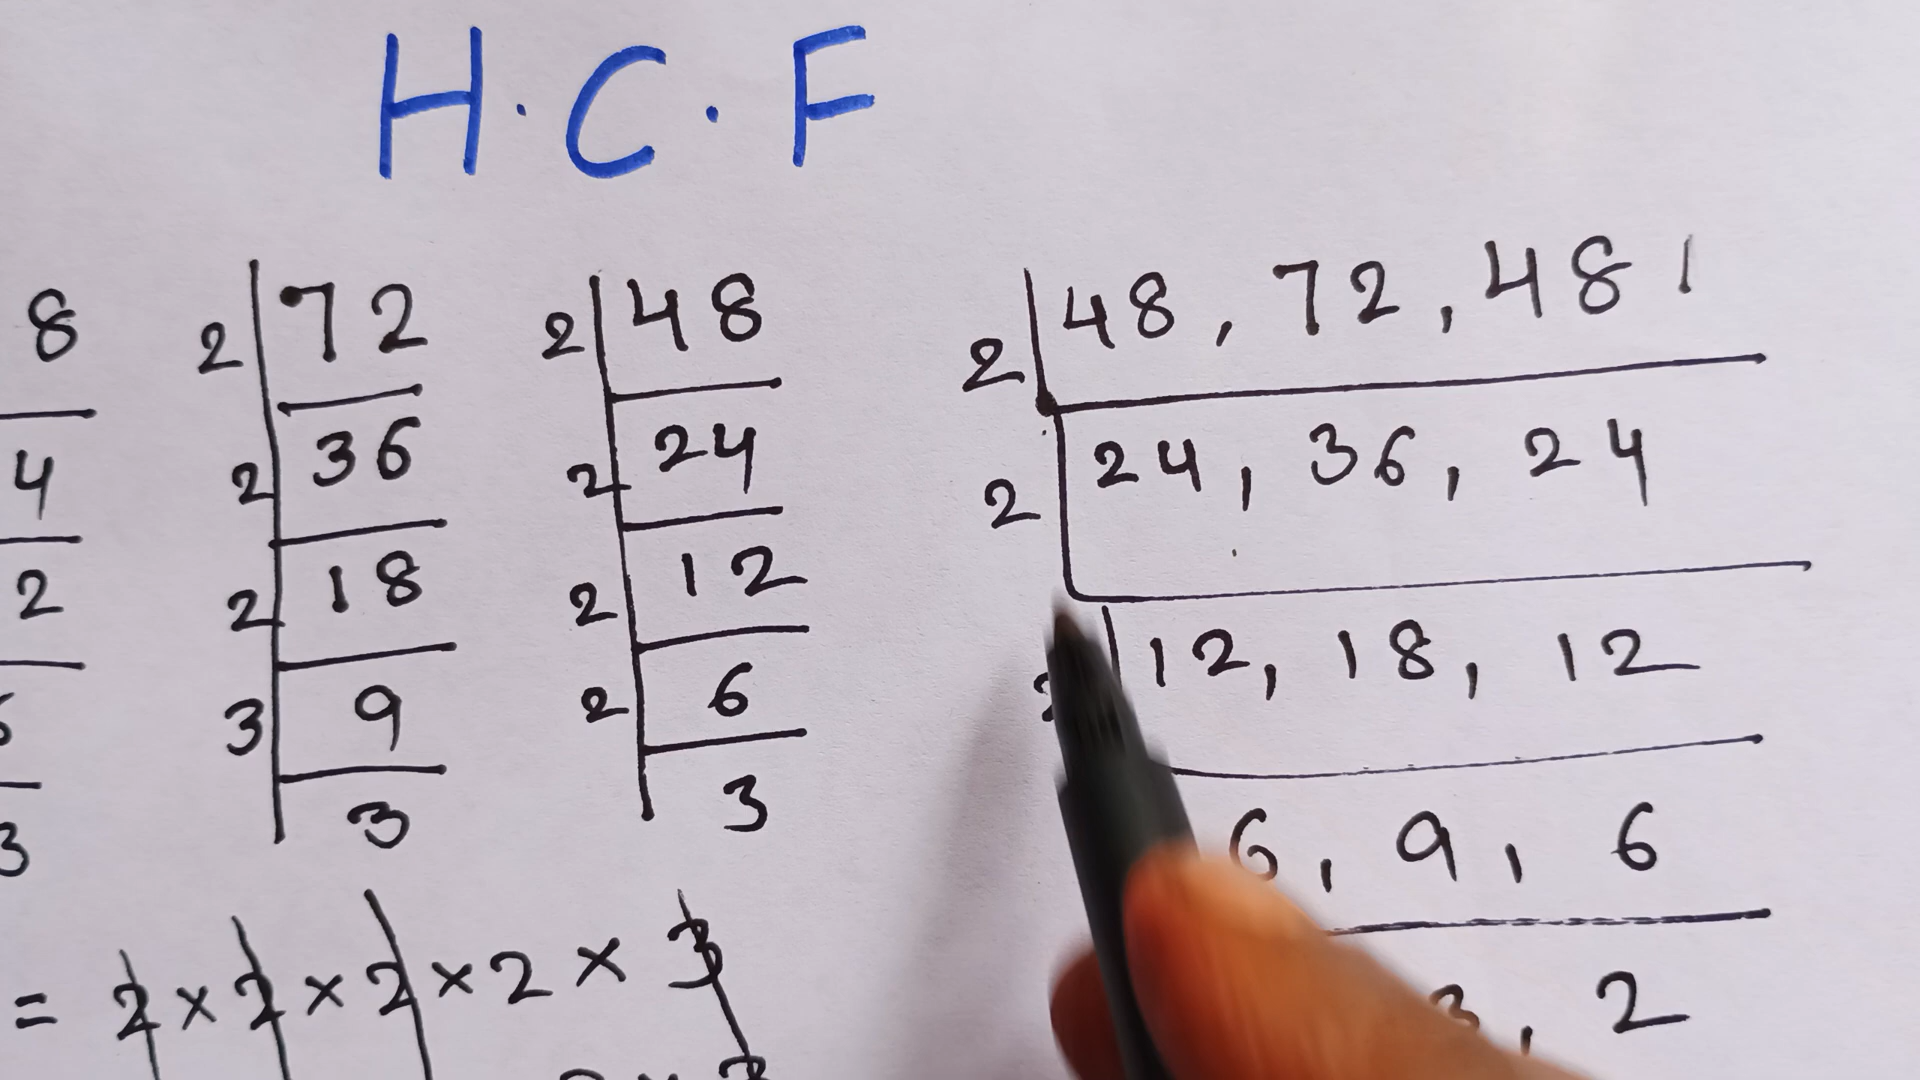 H.C.F
8
2 72
2 48
2 48, 72, 48
4
2 36
2 24
2 24, 36, 24
2
2 18
2 12
12, 18, 12
3 9
2 6
6, 9, 6
3
3
3
3, 2
= 2 × 2 × 2 × 2 × 3